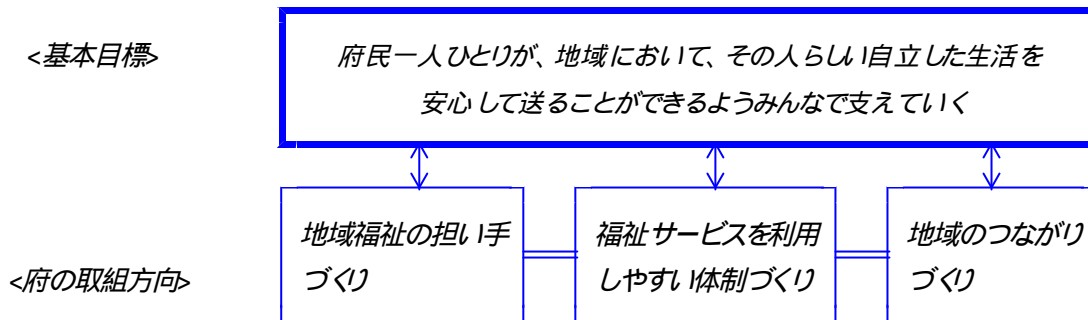 <基本目標>
府民一人ひとりが、地域において、その人らしい自立した生活を
安心して送ることができるようみんなで支えていく
地域福祉の担い手
づくり
福祉サービスを利用
しやすい体制づくり
地域のつながり
づくり
<府の取組方向>